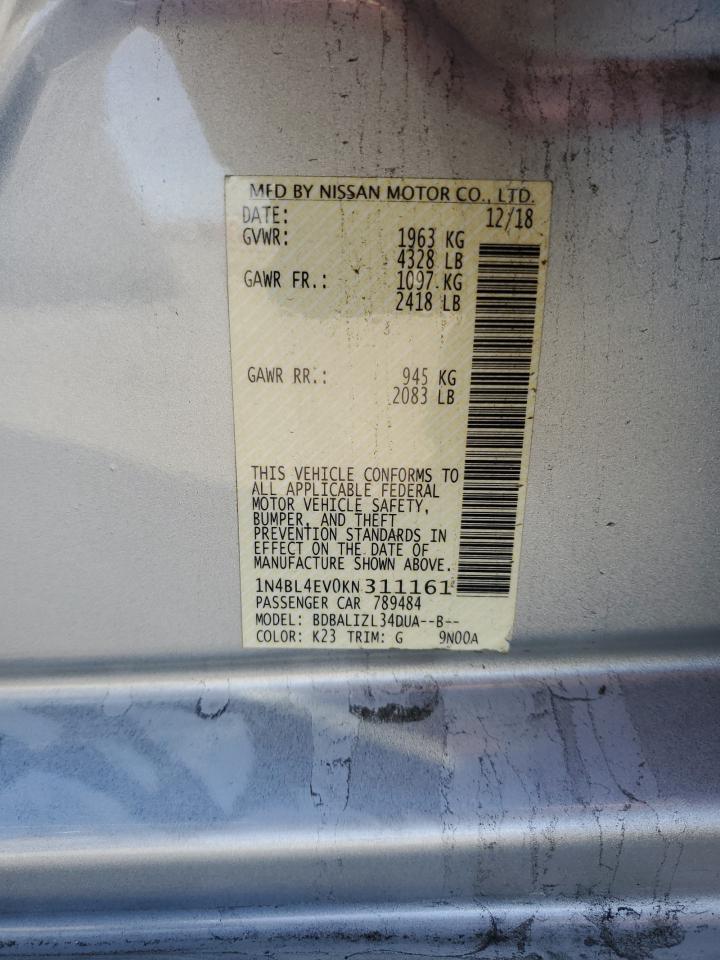 MFD BY NISSAN MOTOR CO., LTD.
DATE: 12/18
GVWR: 1963 KG
4328 LB
GAWR FR.: 1097 KG
2418 LB
GAWR RR.: 945 KG
2083 LB
THIS VEHICLE CONFORMS TO
ALL APPLICABLE FEDERAL
MOTOR VEHICLE SAFETY,
BUMPER, AND THEFT
PREVENTION STANDARDS IN
EFFECT ON THE DATE OF
MANUFACTURE SHOWN ABOVE.
1N4BL4EV0KN311161
PASSENGER CAR 789484
MODEL: BDBALIZL34DUA--B--
COLOR: K23 TRIM: G 9N00A